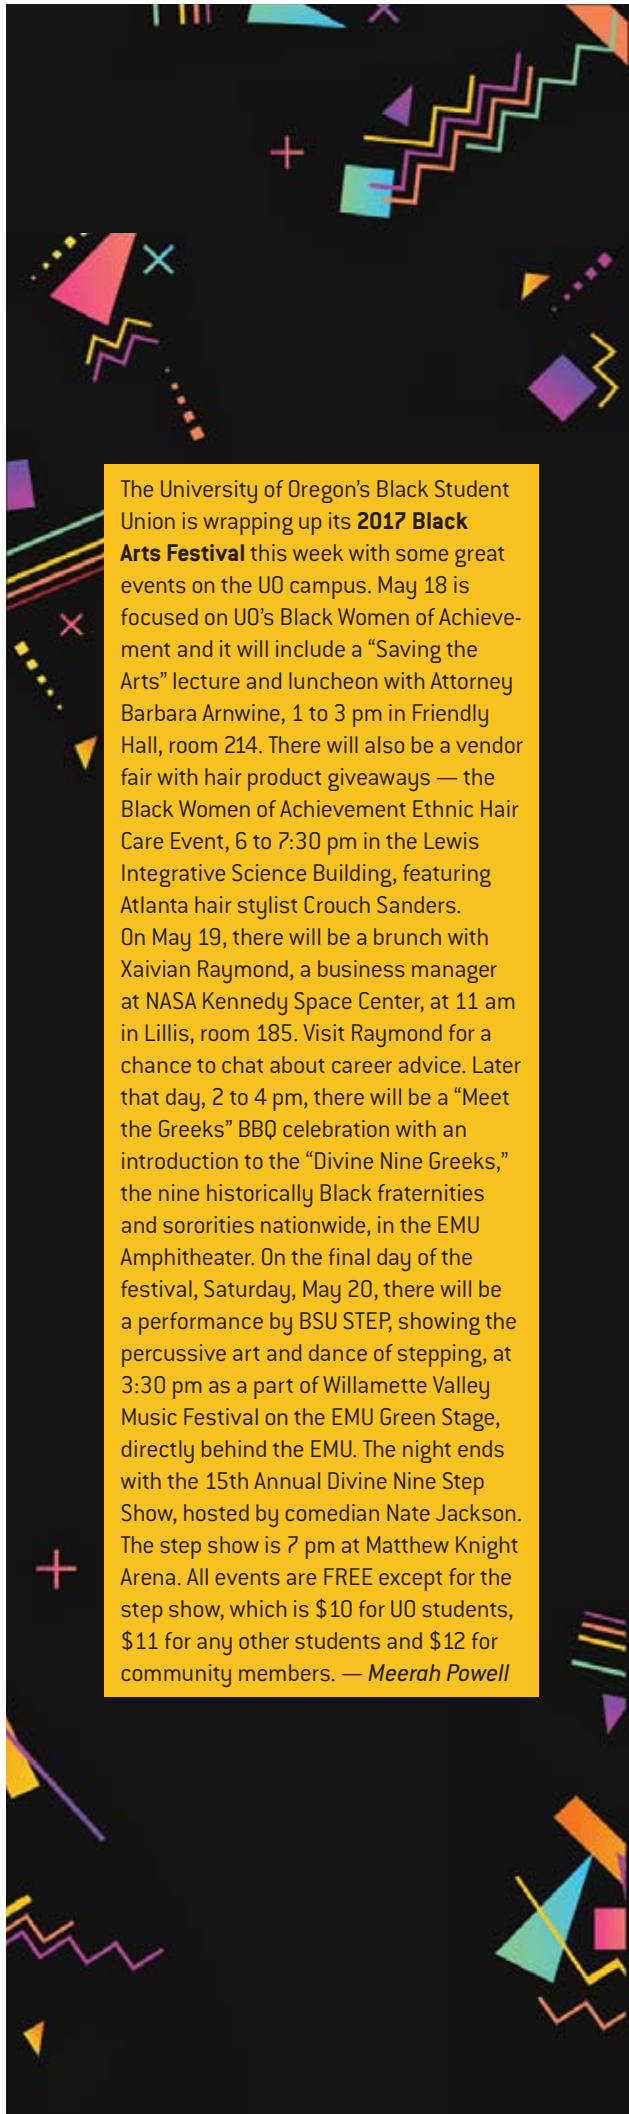 The University of Oregon’s Black Student
Union is wrapping up its 2017 Black
Arts Festival this week with some great
events on the UO campus. May 18 is
focused on UO’s Black Women of Achieve-
ment and it will include a “Saving the
Arts” lecture and luncheon with Attorney
Barbara Arnwine, 1 to 3 pm in Friendly
Hall, room 214. There will also be a vendor
fair with hair product giveaways — the
Black Women of Achievement Ethnic Hair
Care Event, 6 to 7:30 pm in the Lewis
Integrative Science Building, featuring
Atlanta hair stylist Crouch Sanders.
On May 19, there will be a brunch with
Xaivian Raymond, a business manager
at NASA Kennedy Space Center, at 11 am
in Lillis, room 185. Visit Raymond for a
chance to chat about career advice. Later
that day, 2 to 4 pm, there will be a “Meet
the Greeks” BBQ celebration with an
introduction to the “Divine Nine Greeks,”
the nine historically Black fraternities
and sororities nationwide, in the EMU
Amphitheater. On the final day of the
festival, Saturday, May 20, there will be
a performance by BSU STEP, showing the
percussive art and dance of stepping, at
3:30 pm as a part of Willamette Valley
Music Festival on the EMU Green Stage,
directly behind the EMU. The night ends
with the 15th Annual Divine Nine Step
Show, hosted by comedian Nate Jackson.
The step show is 7 pm at Matthew Knight
Arena. All events are FREE except for the
step show, which is $10 for UO students,
$11 for any other students and $12 for
community members. — Meerah Powell